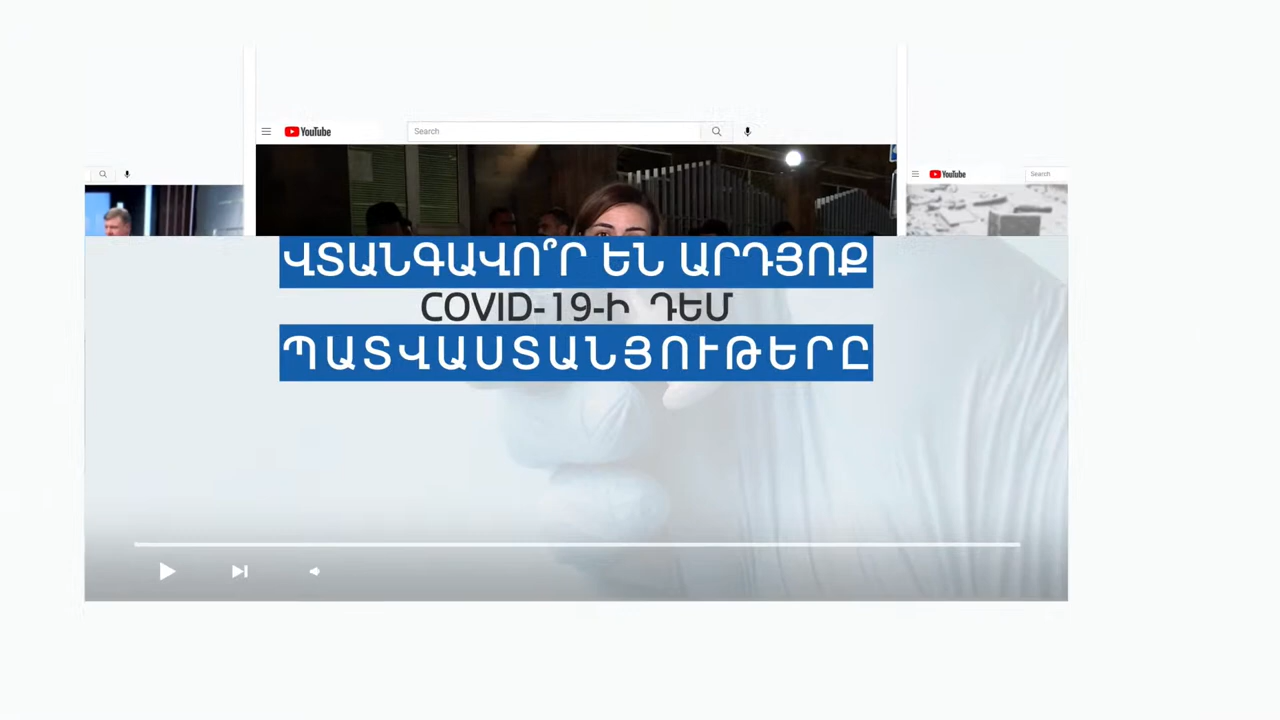 YouTube
Search
YouTube
Search
ՎՏԱՆԳԱՎՈ՞Ր ԵՆ ԱՐԴՅՈՔ
COVID-19-Ի ԴԵՄ
ՊԱՏՎԱՍՏԱՆՅՈՒԹԵՐԸ